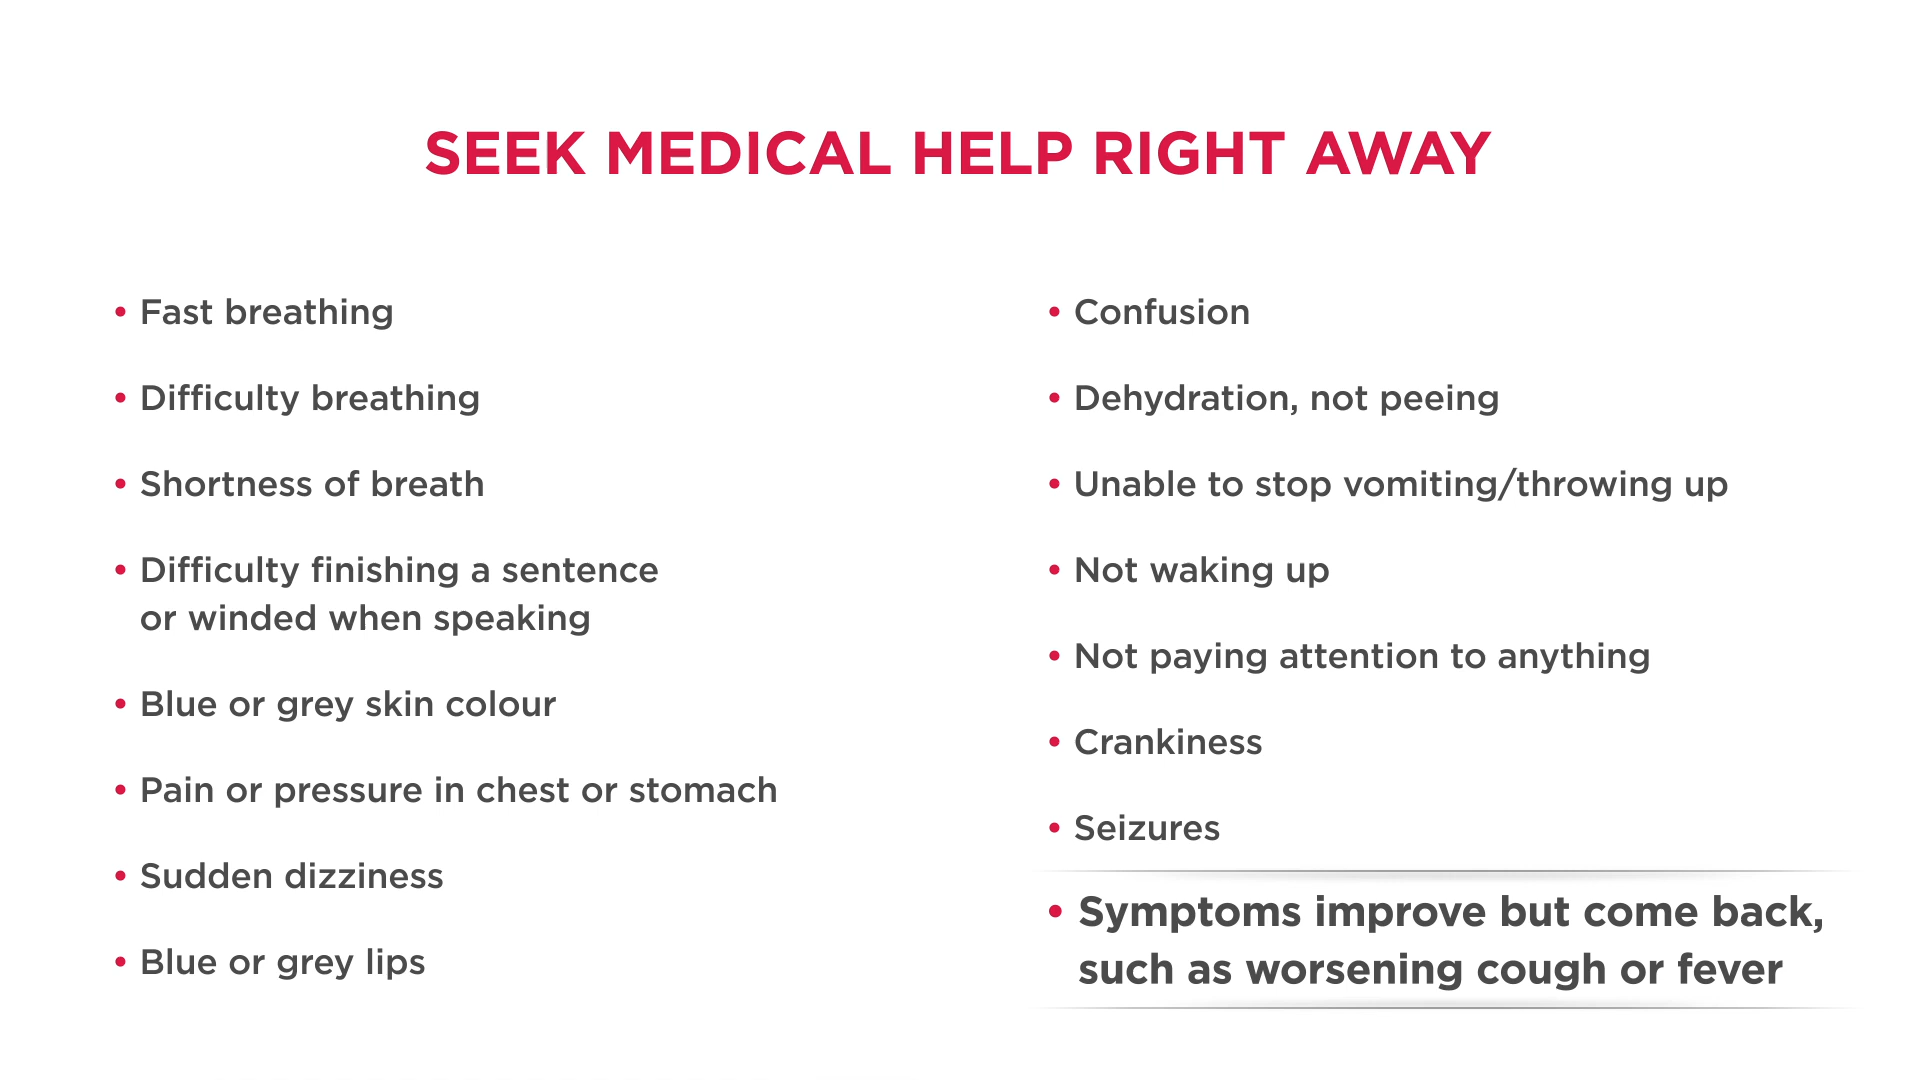 SEEK MEDICAL HELP RIGHT AWAY
• Fast breathing
• Difficulty breathing
• Shortness of breath
• Difficulty finishing a sentence
or winded when speaking
• Blue or grey skin colour
• Pain or pressure in chest or stomach
• Sudden dizziness
• Blue or grey lips
• Confusion
• Dehydration, not peeing
• Unable to stop vomiting/throwing up
• Not waking up
• Not paying attention to anything
• Crankiness
• Seizures
• Symptoms improve but come back,
such as worsening cough or fever